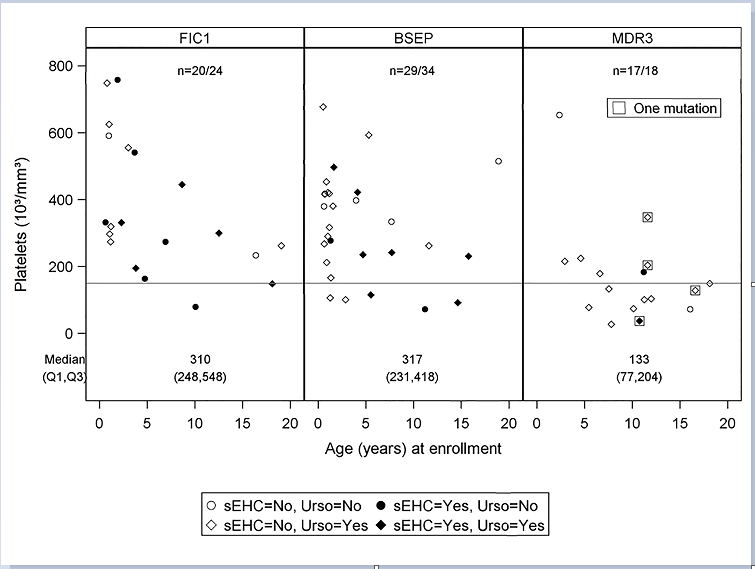 FIC1 BSEP MDR3
n=20/24 n=29/34 n=17/18
One mutation
Platelets (10³/mm³)
800
600
400
200
0
Median 310 317 133
(Q1,Q3) (248,548) (231,418) (77,204)
0 5 10 15 20 0 5 10 15 20 0 5 10 15 20
Age (years) at enrollment
sEHC=No, Urso=No sEHC=Yes, Urso=No
sEHC=No, Urso=Yes sEHC=Yes, Urso=Yes